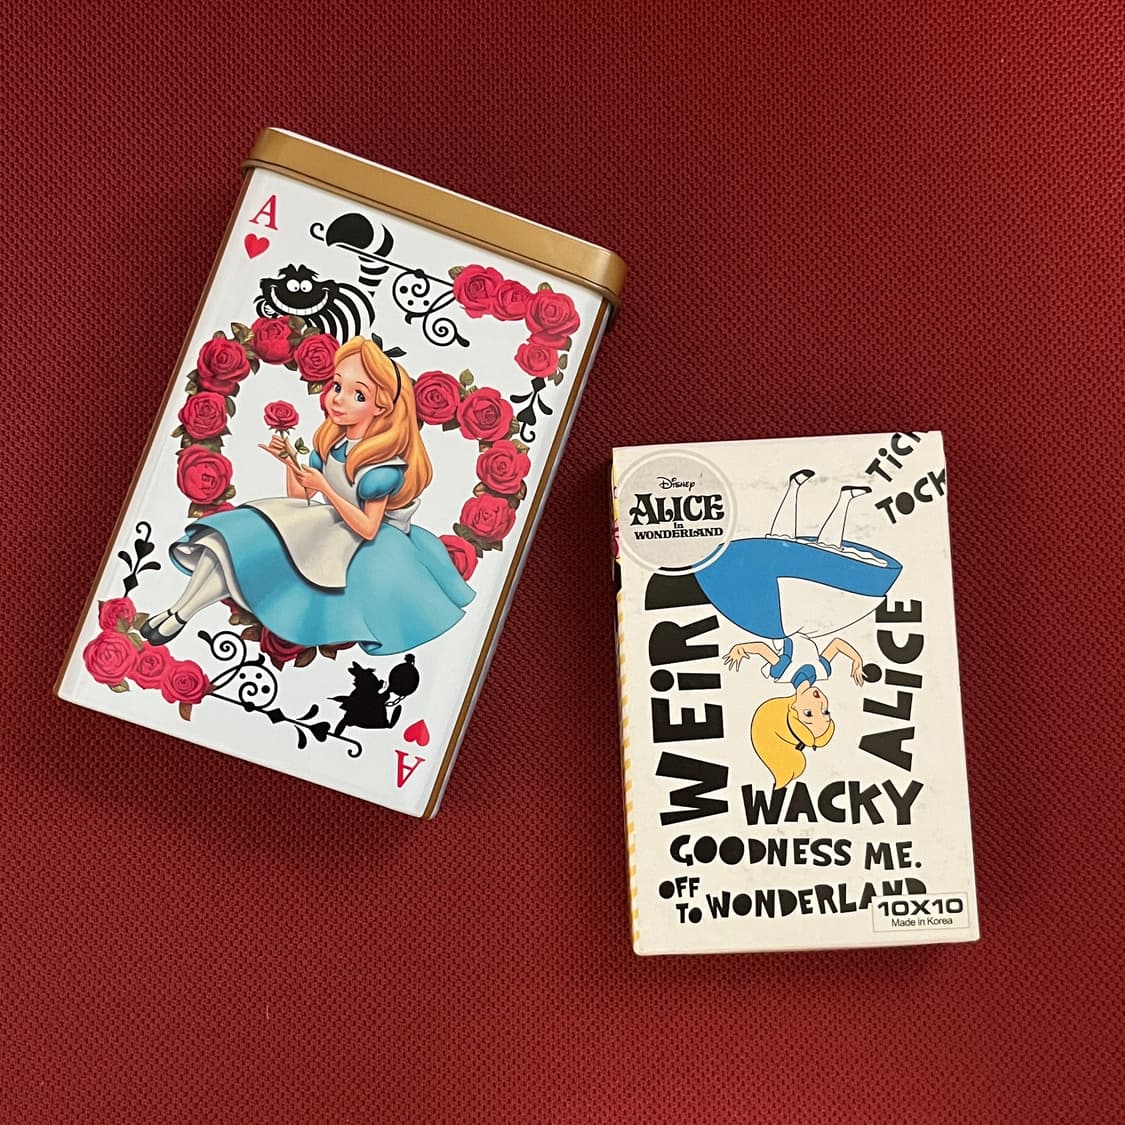 A
A
Disney
ALICE
in
WONDERLAND
TiCK
TOCK
WEiRD
ALiCE
WACKY
GOODNESS ME.
OFF
TO WONDERLAND
10X10
Made in Korea